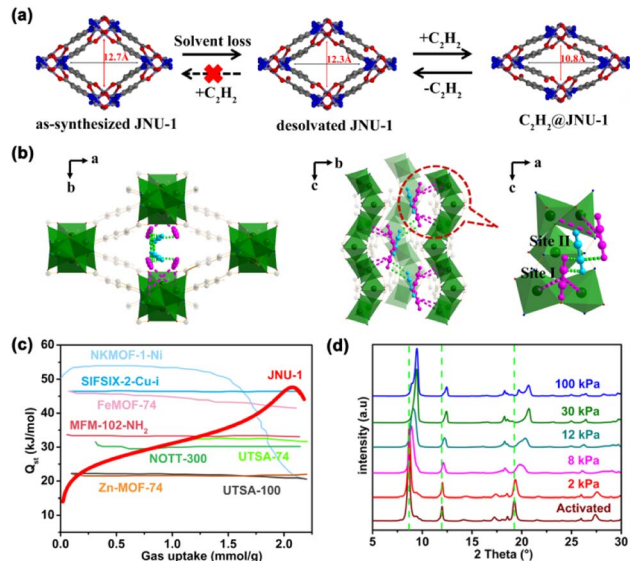 (a)
12.7Å
Solvent loss
+C₂H₂
12.3Å
+C₂H₂
-C₂H₂
10.8Å
as-synthesized JNU-1
desolvated JNU-1
C₂H₂@JNU-1
(b)
a
b
b
c
a
c
Site II
Site I
(c)
NKMOF-1-Ni
JNU-1
SIFSIX-2-Cu-i
FeMOF-74
MFM-102-NH₂
NOTT-300
UTSA-74
Zn-MOF-74
UTSA-100
Qst (kJ/mol)
60
50
40
30
20
10
0
0.0
0.5
1.0
1.5
2.0
Gas uptake (mmol/g)
(d)
100 kPa
30 kPa
12 kPa
8 kPa
2 kPa
Activated
intensity (a.u)
5
10
15
20
25
30
2 Theta (°)